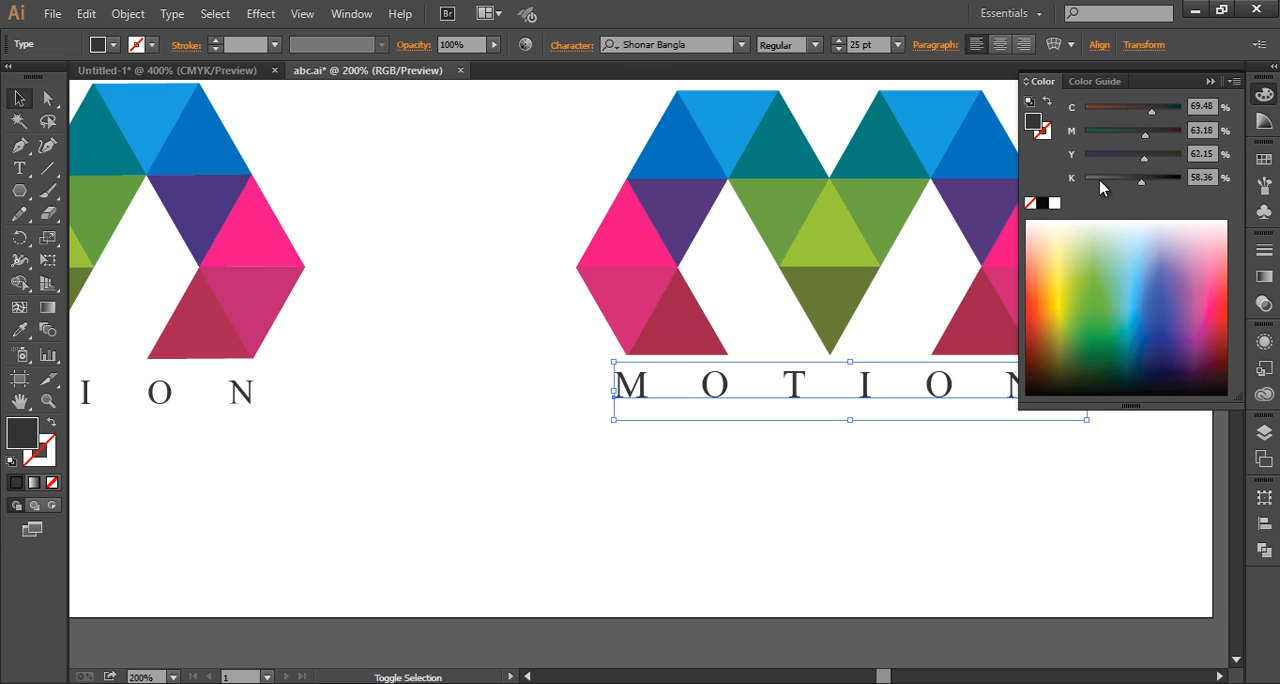 Ai File Edit Object Type Select Effect View Window Help Br Essentials
Type Stroke: Opacity: 100% Character: Shonar Bangla Regular 25 pt Paragraph: Align Transform
Untitled-1* @ 400% (CMYK/Preview) × abc.ai* @ 200% (RGB/Preview) ×
Color Color Guide
C 69.48 %
M 63.18 %
Y 62.15 %
K 58.36 %
I O N
M O T I O N
200% 1 Toggle Selection